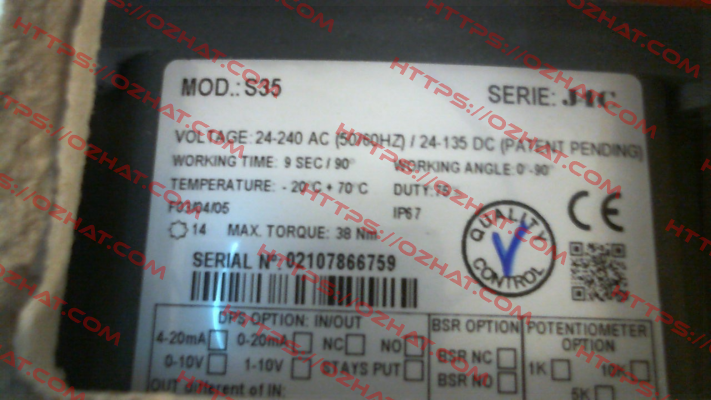 MOD.: S35
SERIE: J4C
VOLTAGE: 24-240 AC (50/60HZ) / 24-135 DC (PATENT PENDING)
WORKING TIME: 9 SEC / 90°
WORKING ANGLE: 0°-90°
TEMPERATURE: - 20°C + 70°C
DUTY: 75
F03/04/05
IP67
14 MAX. TORQUE: 38 Nm
QUALITY CONTROL
CE
SERIAL Nº: 02107866759
DPS OPTION: IN/OUT
BSR OPTION
POTENTIOMETER OPTION
4-20mA 0-20mA NC NO
BSR NC
1K 10K
0-10V 1-10V STAYS PUT
BSR NO
5K
OUT different of IN:
HTTPS://OZHAT.COM